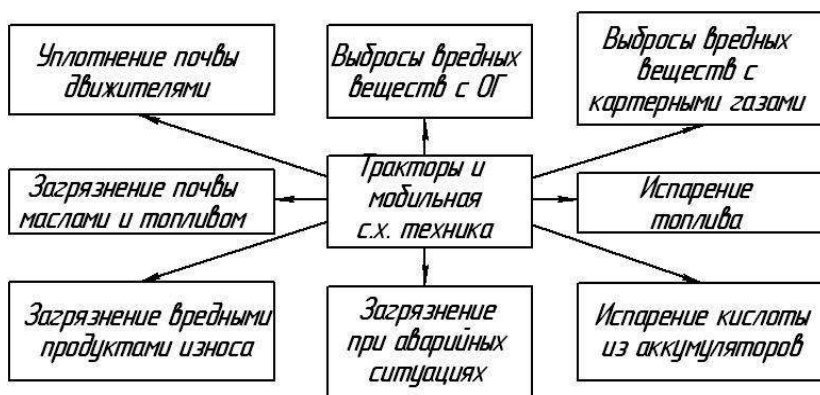 Уплотнение почвы
движителями
Выбросы вредных
веществ с ОГ
Выбросы вредных
веществ с
картерными газами
Загрязнение почвы
маслами и топливом
Тракторы и
мобильная
с.х. техника
Испарение
топлива
Загрязнение вредными
продуктами износа
Загрязнение
при аварийных
ситуациях
Испарение кислоты
из аккумуляторов